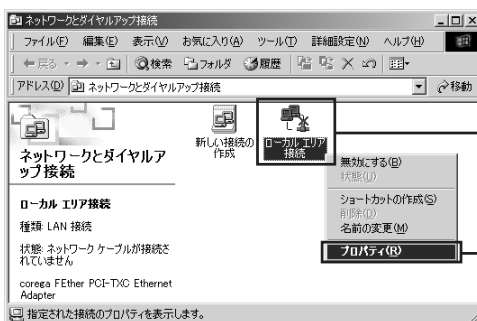 ネットワークとダイヤルアップ接続
ファイル(F) 編集(E) 表示(V) お気に入り(A) ツール(T) 詳細設定(N) ヘルプ(H)
戻る 検索 フォルダ 履歴
アドレス(D) ネットワークとダイヤルアップ接続 移動
ネットワークとダイヤルア
ップ接続
ローカル エリア接続
種類: LAN 接続
状態: ネットワーク ケーブルが接続さ
れていません
corega FEther PCI-TXC Ethernet
Adapter
新しい接続の
作成
ローカル エリア
接続
無効にする(B)
状態(U)
ショートカットの作成(S)
削除(D)
名前の変更(M)
プロパティ(R)
指定された接続のプロパティを表示します。